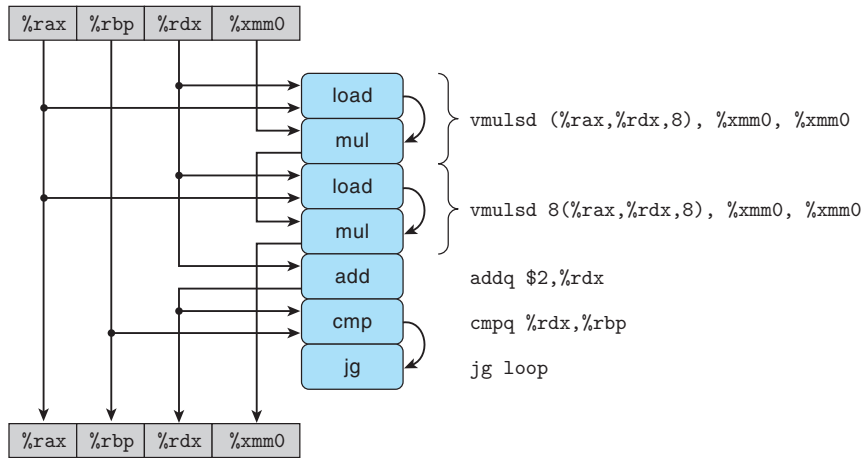 %rax %rbp %rdx %xmm0
load
mul
vmulsd (%rax,%rdx,8), %xmm0, %xmm0
load
mul
vmulsd 8(%rax,%rdx,8), %xmm0, %xmm0
add addq $2,%rdx
cmp cmpq %rdx,%rbp
jg jg loop
%rax %rbp %rdx %xmm0